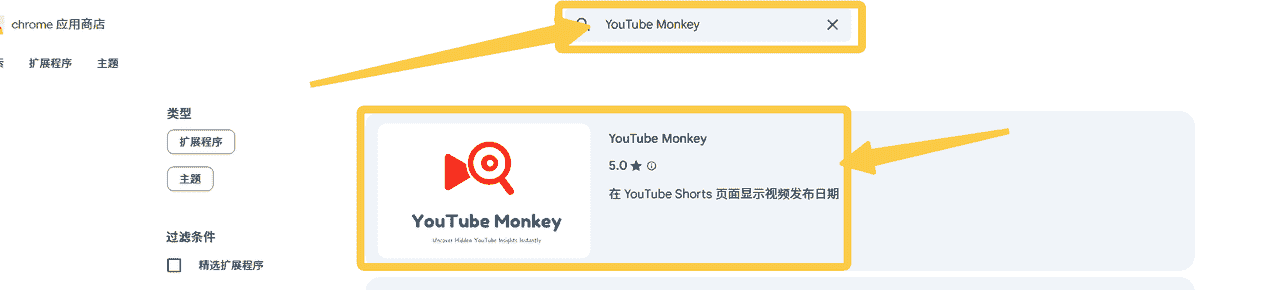 chrome 应用商店
YouTube Monkey
扩展程序
主题
类型
扩展程序
主题
过滤条件
精选扩展程序
YouTube Monkey
Uncover Hidden YouTube Insights Instantly
YouTube Monkey
5.0
在 YouTube Shorts 页面显示视频发布日期